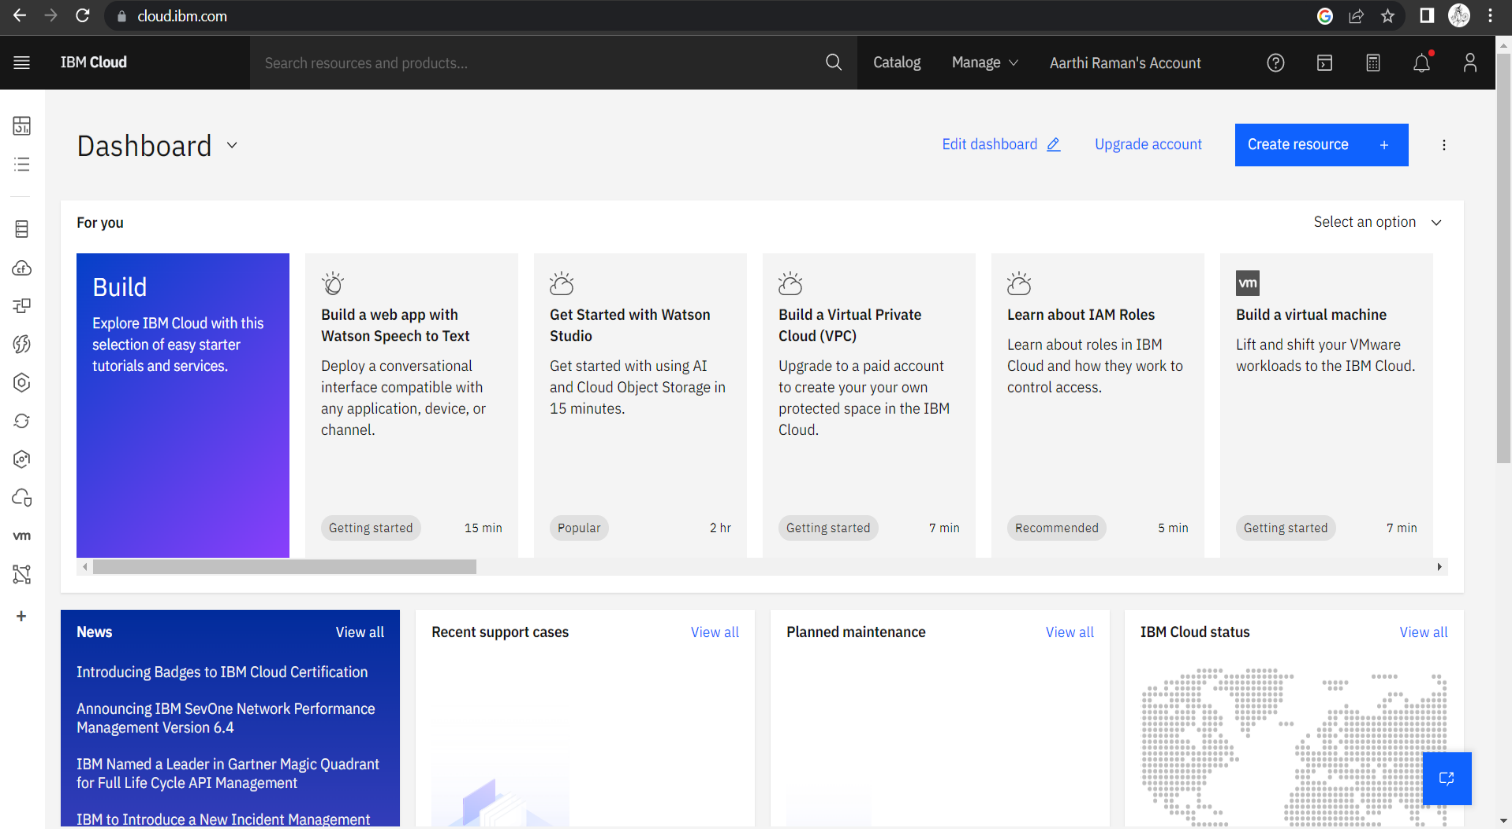 cloud.ibm.com
IBM Cloud
Search resources and products...
Catalog
Manage
Aarthi Raman's Account
Dashboard
Edit dashboard
Upgrade account
Create resource +
For you
Select an option
Build
Explore IBM Cloud with this
selection of easy starter
tutorials and services.
Build a web app with
Watson Speech to Text
Deploy a conversational
interface compatible with
any application, device, or
channel.
Getting started
15 min
Get Started with Watson
Studio
Get started with using AI
and Cloud Object Storage in
15 minutes.
Popular
2 hr
Build a Virtual Private
Cloud (VPC)
Upgrade to a paid account
to create your your own
protected space in the IBM
Cloud.
Getting started
7 min
Learn about IAM Roles
Learn about roles in IBM
Cloud and how they work to
control access.
Recommended
5 min
vm
Build a virtual machine
Lift and shift your VMware
workloads to the IBM Cloud.
Getting started
7 min
cf
vm
+
News
View all
Introducing Badges to IBM Cloud Certification
Announcing IBM SevOne Network Performance
Management Version 6.4
IBM Named a Leader in Gartner Magic Quadrant
for Full Life Cycle API Management
IBM to Introduce a New Incident Management
Recent support cases
View all
Planned maintenance
View all
IBM Cloud status
View all